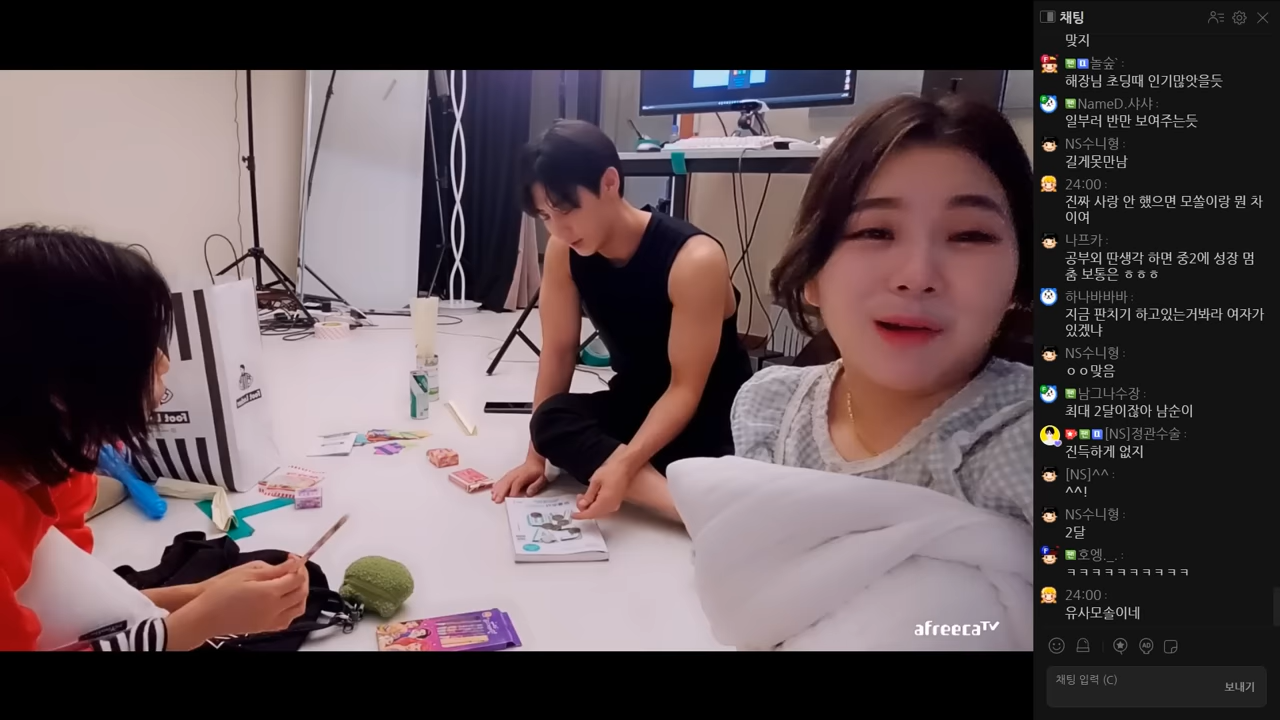 채팅
맞지
놀숲` :
해장님 초딩때 인기많앗을듯
NameD.샤샤 :
일부러 반만 보여주는듯
NS수니형 :
길게못만남
24:00 :
진짜 사랑 안 했으면 모쏠이랑 뭔 차
이여
나프카 :
공부외 딴생각 하면 중2에 성장 멈
춤 보통은 ㅎㅎㅎ
하나바바바 :
지금 판치기 하고있는거봐라 여자가
있겠냐
NS수니형 :
ㅇㅇ맞음
남그나수장 :
최대 2달이잖아 남순이
[NS]정관수술 :
진득하게 없지
[NS]^^ :
^^!
NS수니형 :
2달
호엥._. :
ㅋㅋㅋㅋㅋㅋㅋㅋㅋㅋ
24:00 :
유사모솔이네
afreecaTV
채팅 입력 (C)
보내기